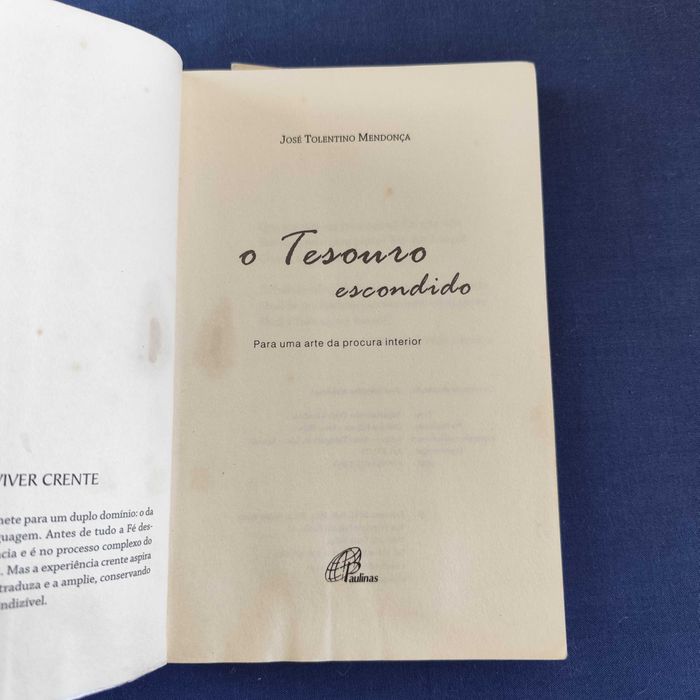 VIVER CRENTE
nete para um duplo domínio: o da
guagem. Antes de tudo a Fé des-
cia e é no processo complexo do
. Mas a experiência crente aspira
traduza e a amplie, conservando
ndizível.
JOSÉ TOLENTINO MENDONÇA
o Tesouro
escondido
Para uma arte da procura interior
Paulinas